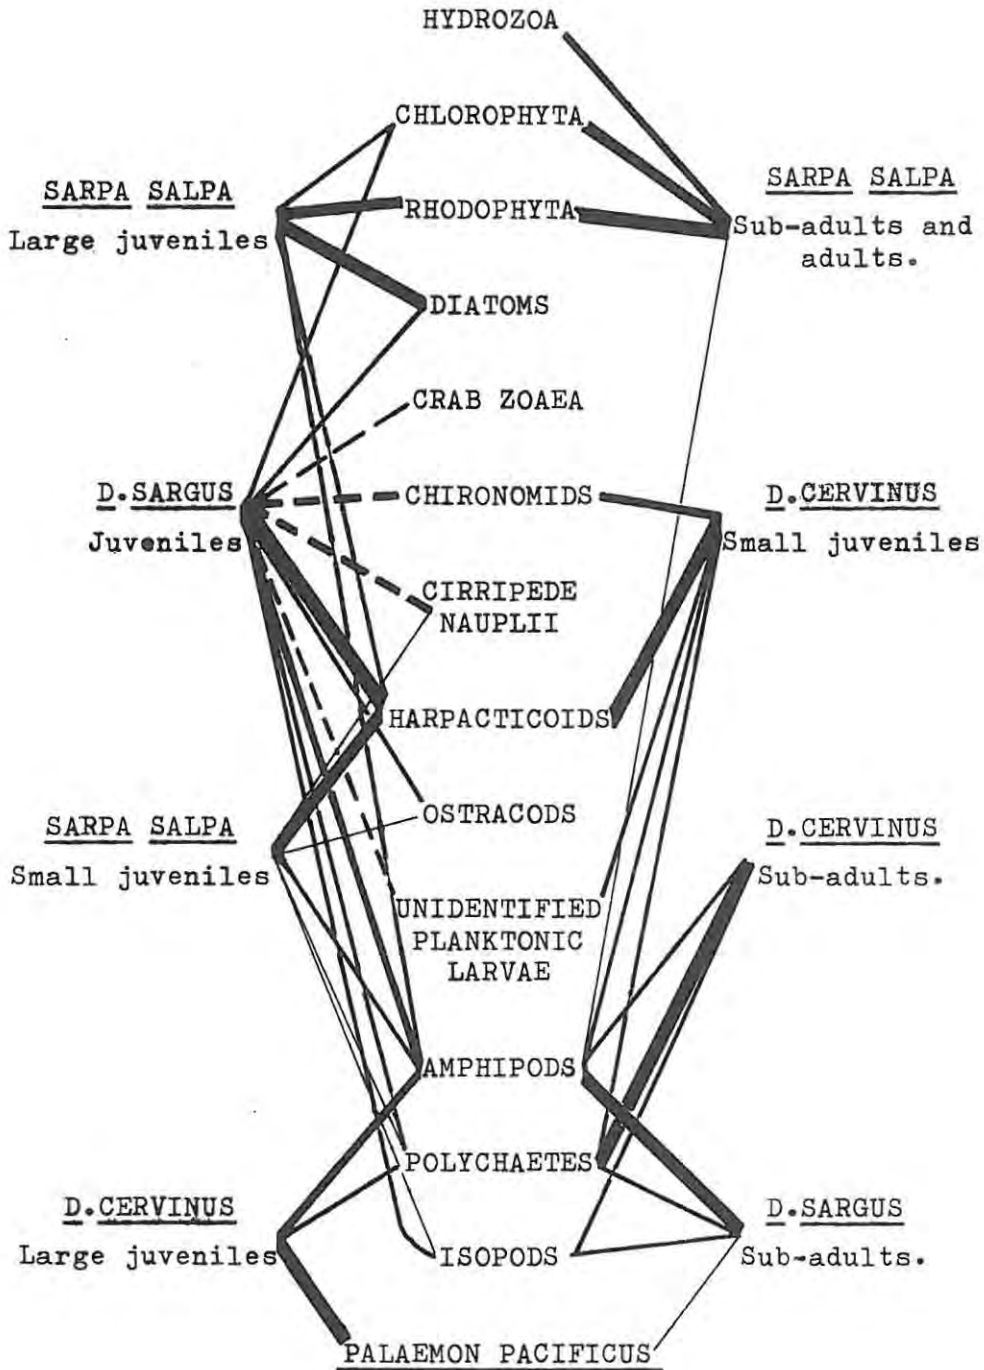 HYDROZOA
CHLOROPHYTA
SARPA SALPA
Large juveniles
RHODOPHYTA
SARPA SALPA
Sub-adults and
adults.
DIATOMS
CRAB ZOAEA
D.SARGUS
Juveniles
CHIRONOMIDS
D.CERVINUS
Small juveniles
CIRRIPEDE
NAUPLII
HARPACTICOIDS
OSTRACODS
SARPA SALPA
Small juveniles
D.CERVINUS
Sub-adults.
UNIDENTIFIED
PLANKTONIC
LARVAE
AMPHIPODS
POLYCHAETES
D.CERVINUS
Large juveniles
D.SARGUS
Sub-adults.
ISOPODS
PALAEMON PACIFICUS